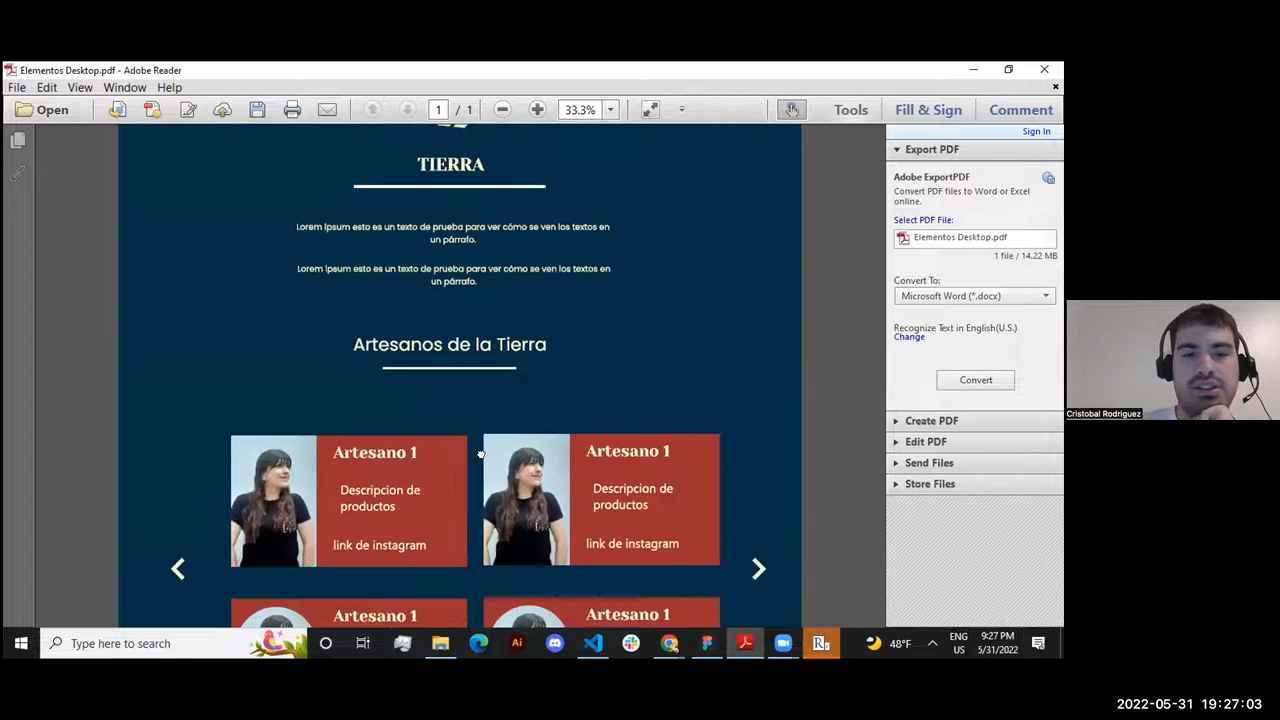 Elementos Desktop.pdf - Adobe Reader
File Edit View Window Help
Open 1 / 1 33.3% Tools Fill & Sign Comment
Sign In
Export PDF
Adobe ExportPDF
Convert PDF files to Word or Excel
online.
Select PDF File:
Elementos Desktop.pdf
1 file / 14.22 MB
Convert To:
Microsoft Word (*.docx)
Recognize Text in English(U.S.)
Change
Convert
Create PDF
Edit PDF
Send Files
Store Files
TIERRA
Lorem ipsum esto es un texto de prueba para ver cómo se ven los textos en
un párrafo.
Lorem ipsum esto es un texto de prueba para ver cómo se ven los textos en
un párrafo.
Artesanos de la Tierra
Artesano 1
Descripcion de
productos
link de instagram
Artesano 1
Descripcion de
productos
link de instagram
Artesano 1
Artesano 1
Cristobal Rodriguez
Type here to search
Ai
48°F
ENG
US
9:27 PM
5/31/2022
2022-05-31 19:27:03